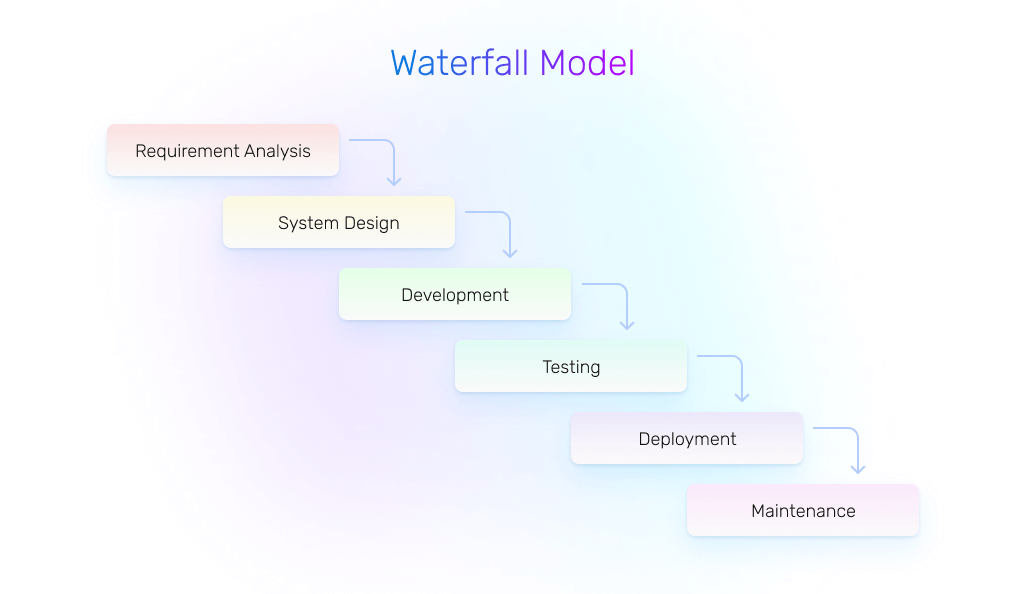 Waterfall Model
Requirement Analysis
System Design
Development
Testing
Deployment
Maintenance